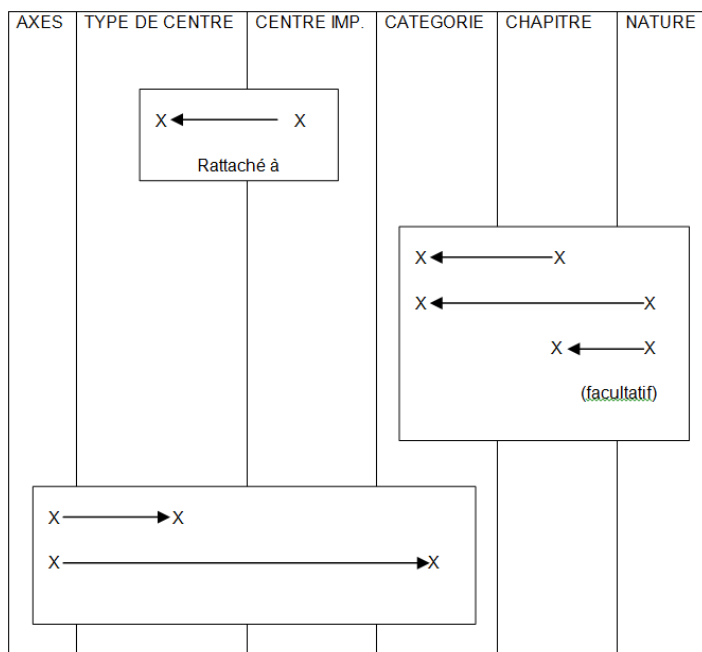 AXES TYPE DE CENTRE CENTRE IMP. CATEGORIE CHAPITRE NATURE
X X
Rattaché à
X X
X X
X X
(facultatif)
X X
X X